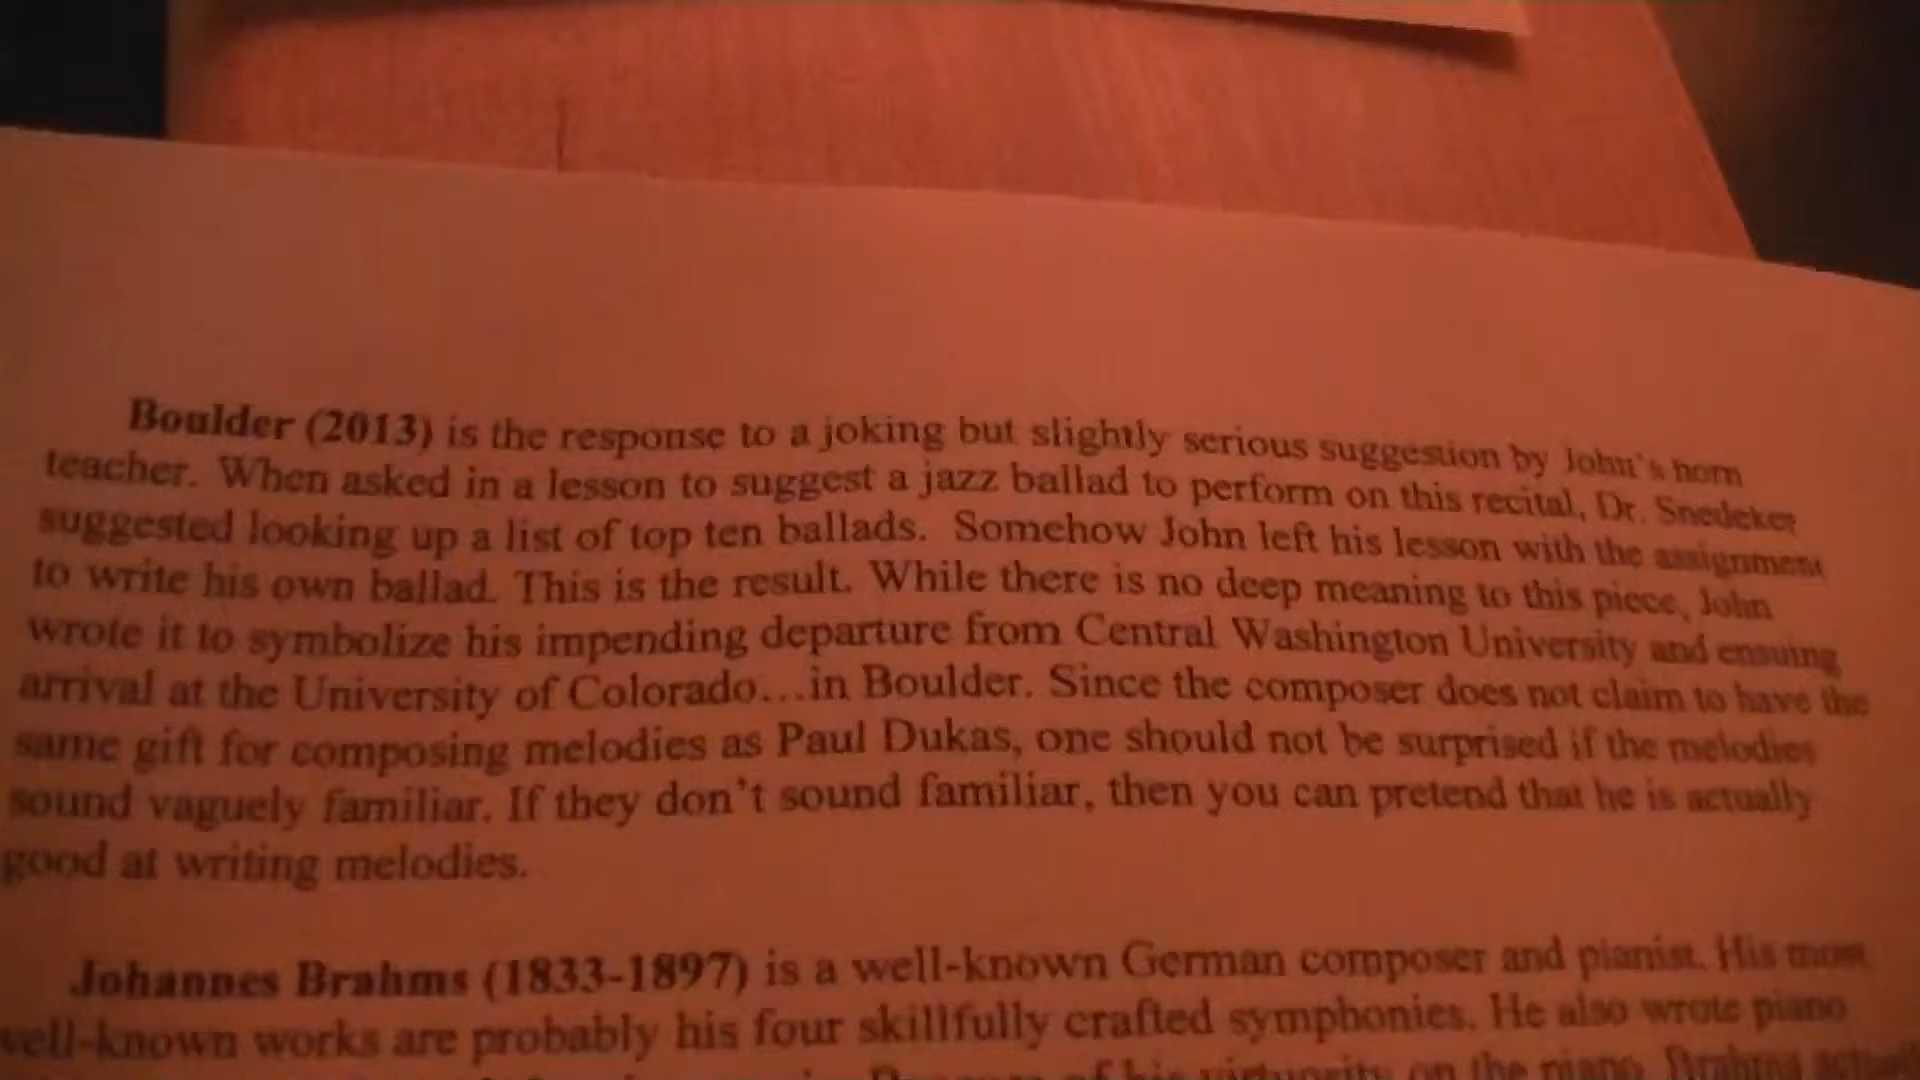 Boulder (2013) is the response to a joking but slightly serious suggestion by John's horn
teacher. When asked in a lesson to suggest a jazz ballad to perform on this recital, Dr. Snedeker
suggested looking up a list of top ten ballads. Somehow John left his lesson with the assignment
to write his own ballad. This is the result. While there is no deep meaning to this piece, John
wrote it to symbolize his impending departure from Central Washington University and ensuing
arrival at the University of Colorado...in Boulder. Since the composer does not claim to have the
same gift for composing melodies as Paul Dukas, one should not be surprised if the melodies
sound vaguely familiar. If they don't sound familiar, then you can pretend that he is actually
good at writing melodies.
Johannes Brahms (1833-1897) is a well-known German composer and pianist. His most
well-known works are probably his four skillfully crafted symphonies. He also wrote piano
of his virtuosity on the piano, Brahms